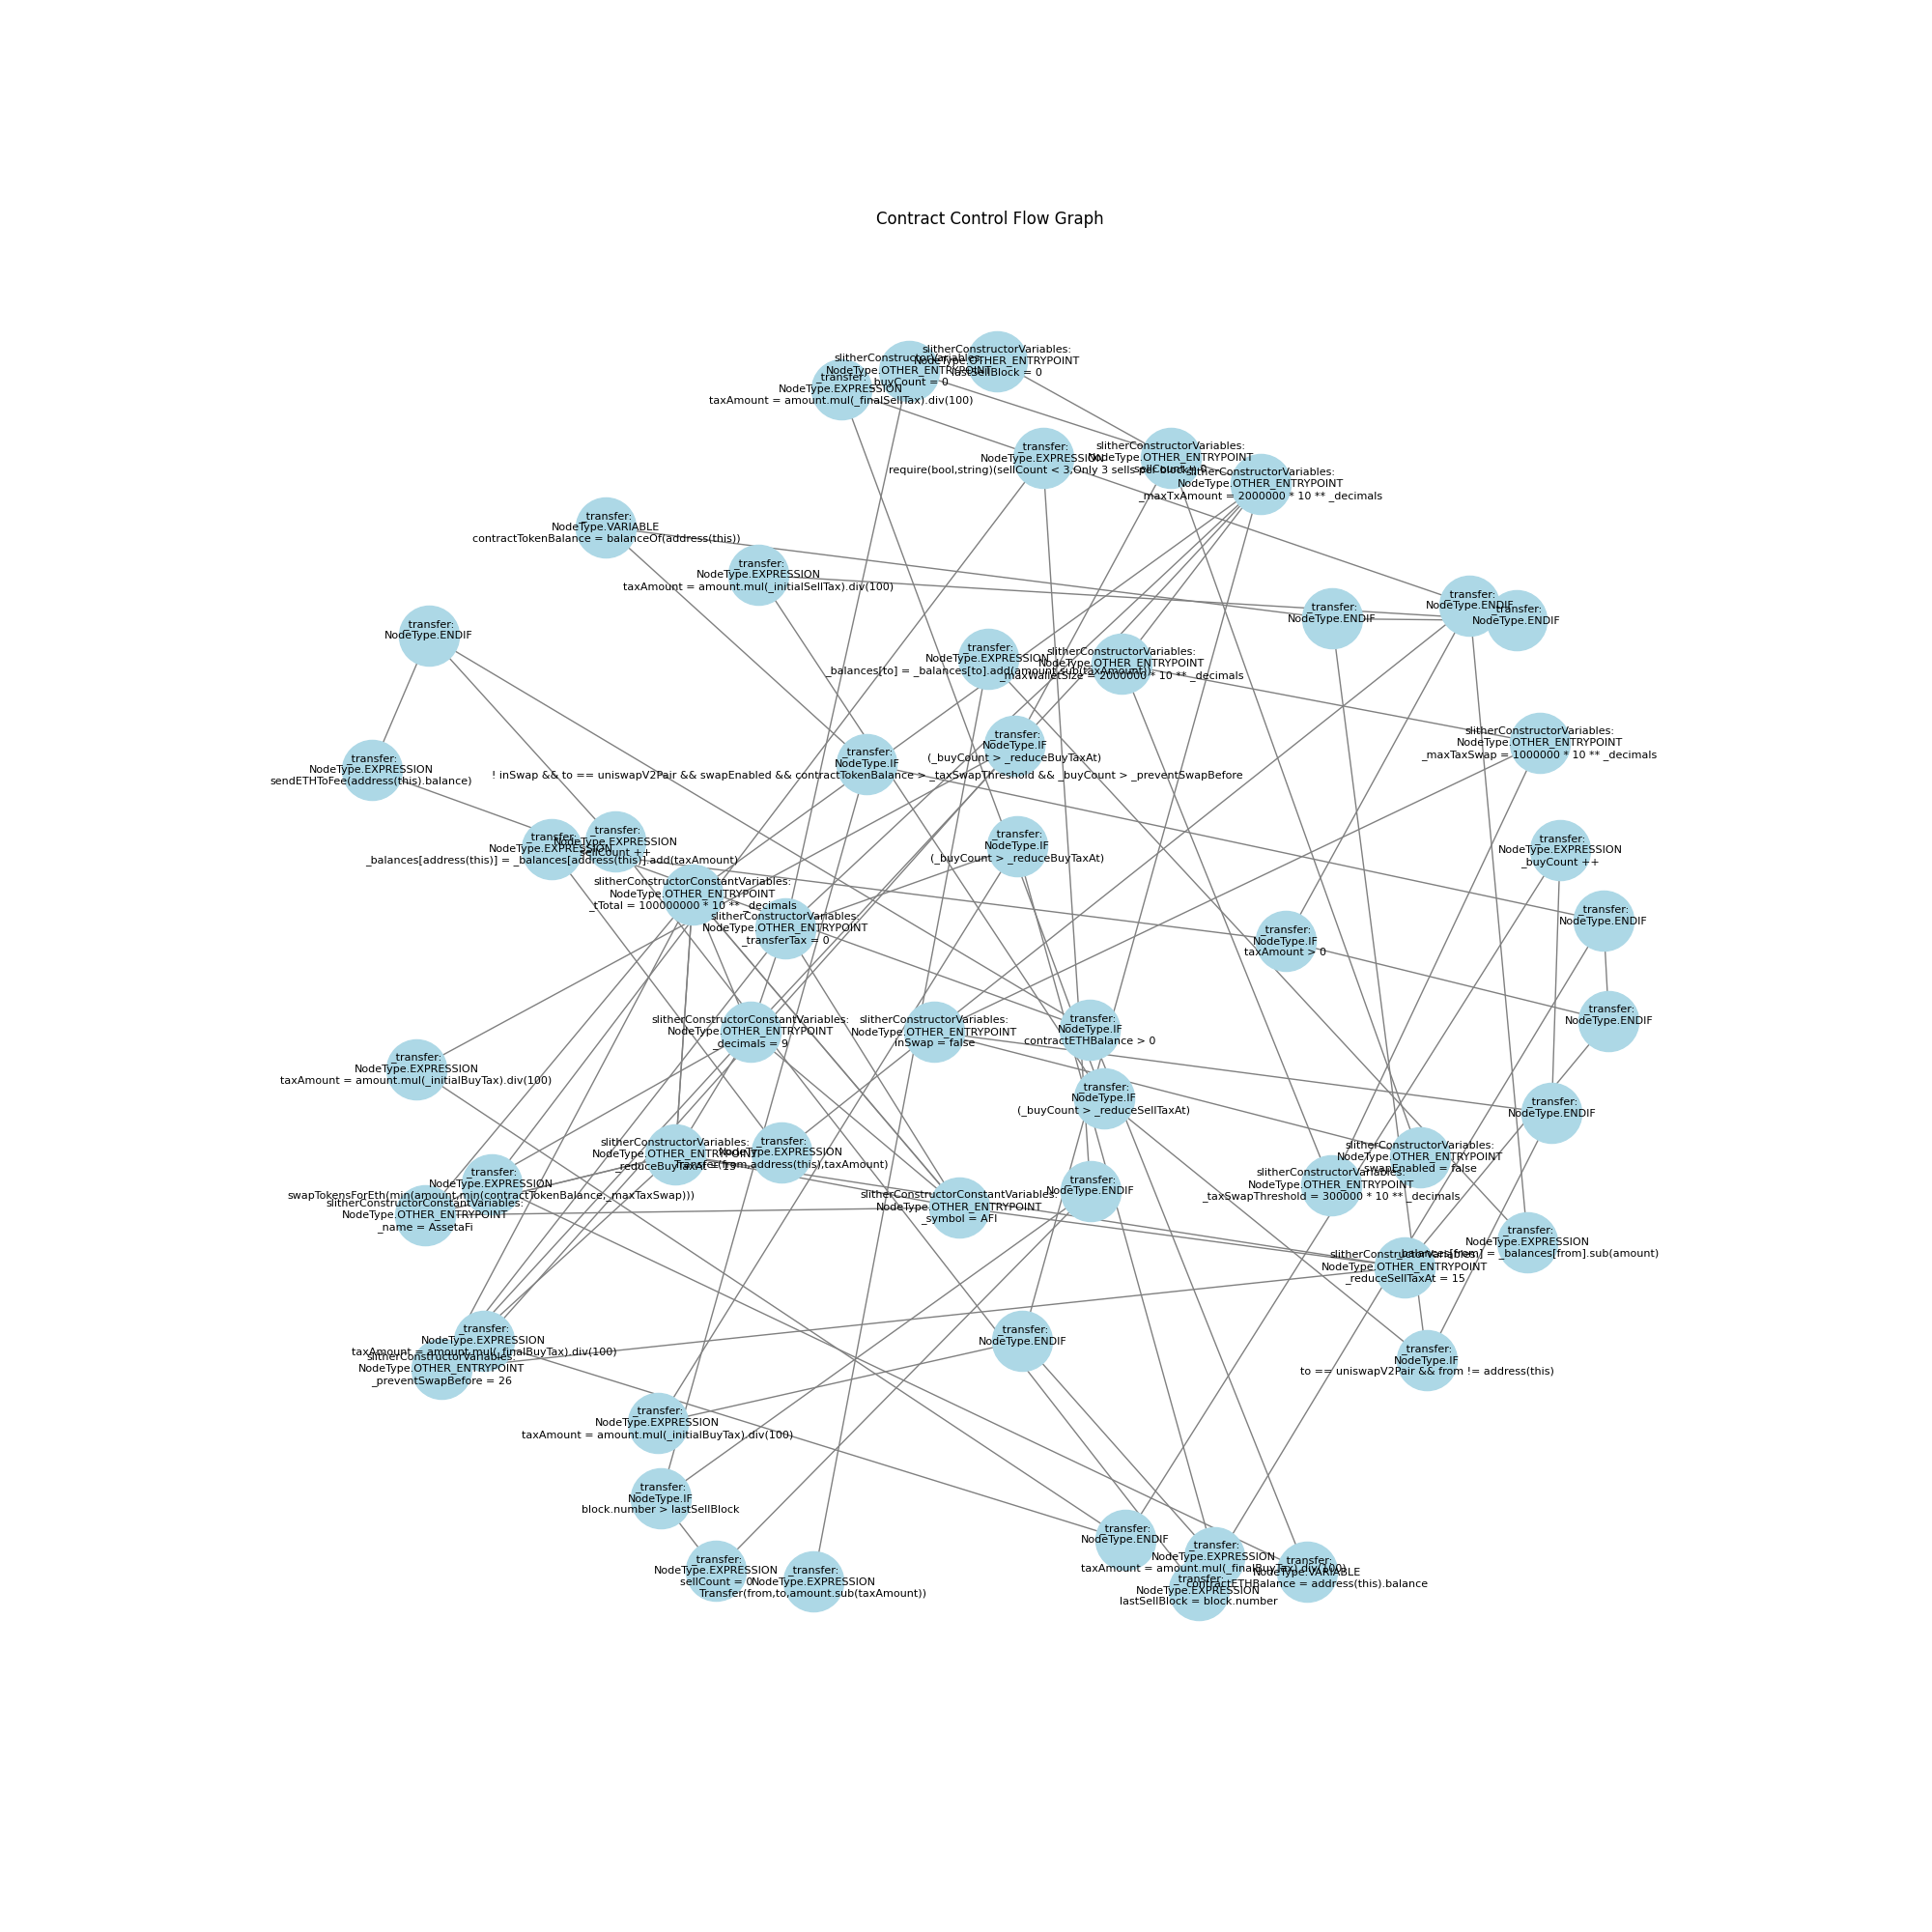 Contract Control Flow Graph
slitherConstructorVariables:
NodeType.OTHER_ENTRYPOINT
lastSellBlock = 0
slitherConstructorVariables:
NodeType.OTHER_ENTRYPOINT
_buyCount = 0
_transfer:
NodeType.EXPRESSION
taxAmount = amount.mul(_finalSellTax).div(100)
_transfer:
NodeType.EXPRESSION
require(bool,string)(sellCount < 3,Only 3 sells per block!)
slitherConstructorVariables:
NodeType.OTHER_ENTRYPOINT
sellCount = 0
slitherConstructorVariables:
NodeType.OTHER_ENTRYPOINT
_maxTxAmount = 2000000 * 10 ** _decimals
_transfer:
NodeType.VARIABLE
contractTokenBalance = balanceOf(address(this))
_transfer:
NodeType.EXPRESSION
taxAmount = amount.mul(_initialSellTax).div(100)
_transfer:
NodeType.ENDIF
_transfer:
NodeType.ENDIF
_transfer:
NodeType.ENDIF
_transfer:
NodeType.ENDIF
_transfer:
NodeType.EXPRESSION
_balances[to] = _balances[to].add(amount.sub(taxAmount))
slitherConstructorVariables:
NodeType.OTHER_ENTRYPOINT
_maxWalletSize = 2000000 * 10 ** _decimals
slitherConstructorVariables:
NodeType.OTHER_ENTRYPOINT
_maxTaxSwap = 1000000 * 10 ** _decimals
_transfer:
NodeType.IF
(_buyCount > _reduceBuyTaxAt)
_transfer:
NodeType.IF
! inSwap && to == uniswapV2Pair && swapEnabled && contractTokenBalance > _taxSwapThreshold && _buyCount > _preventSwapBefore
_transfer:
NodeType.EXPRESSION
sendETHToFee(address(this).balance)
_transfer:
NodeType.EXPRESSION
sellCount ++
_transfer:
NodeType.EXPRESSION
_balances[address(this)] = _balances[address(this)].add(taxAmount)
_transfer:
NodeType.IF
(_buyCount > _reduceBuyTaxAt)
_transfer:
NodeType.EXPRESSION
_buyCount ++
slitherConstructorConstantVariables:
NodeType.OTHER_ENTRYPOINT
_tTotal = 100000000 * 10 ** _decimals
slitherConstructorVariables:
NodeType.OTHER_ENTRYPOINT
_transferTax = 0
_transfer:
NodeType.IF
taxAmount > 0
_transfer:
NodeType.ENDIF
_transfer:
NodeType.ENDIF
slitherConstructorConstantVariables:
NodeType.OTHER_ENTRYPOINT
_decimals = 9
slitherConstructorVariables:
NodeType.OTHER_ENTRYPOINT
inSwap = false
_transfer:
NodeType.IF
contractETHBalance > 0
_transfer:
NodeType.EXPRESSION
taxAmount = amount.mul(_initialBuyTax).div(100)
_transfer:
NodeType.IF
(_buyCount > _reduceSellTaxAt)
_transfer:
NodeType.ENDIF
slitherConstructorVariables:
NodeType.OTHER_ENTRYPOINT
_reduceBuyTaxAt = 15
_transfer:
NodeType.EXPRESSION
Transfer(from,address(this),taxAmount)
slitherConstructorVariables:
NodeType.OTHER_ENTRYPOINT
swapEnabled = false
slitherConstructorVariables:
NodeType.OTHER_ENTRYPOINT
_taxSwapThreshold = 300000 * 10 ** _decimals
_transfer:
NodeType.EXPRESSION
swapTokensForEth(min(amount,min(contractTokenBalance,_maxTaxSwap)))
_transfer:
NodeType.ENDIF
slitherConstructorConstantVariables:
NodeType.OTHER_ENTRYPOINT
_name = AssetaFi
slitherConstructorConstantVariables:
NodeType.OTHER_ENTRYPOINT
_symbol = AFI
_transfer:
NodeType.EXPRESSION
_balances[from] = _balances[from].sub(amount)
slitherConstructorVariables:
NodeType.OTHER_ENTRYPOINT
_reduceSellTaxAt = 15
_transfer:
NodeType.EXPRESSION
taxAmount = amount.mul(_finalBuyTax).div(100)
slitherConstructorVariables:
NodeType.OTHER_ENTRYPOINT
_preventSwapBefore = 26
_transfer:
NodeType.ENDIF
_transfer:
NodeType.IF
to == uniswapV2Pair && from != address(this)
_transfer:
NodeType.EXPRESSION
taxAmount = amount.mul(_initialBuyTax).div(100)
_transfer:
NodeType.IF
block.number > lastSellBlock
_transfer:
NodeType.EXPRESSION
sellCount = 0
_transfer:
NodeType.EXPRESSION
Transfer(from,to,amount.sub(taxAmount))
_transfer:
NodeType.ENDIF
_transfer:
NodeType.EXPRESSION
taxAmount = amount.mul(_finalBuyTax).div(100)
_transfer:
NodeType.VARIABLE
contractETHBalance = address(this).balance
_transfer:
NodeType.EXPRESSION
lastSellBlock = block.number